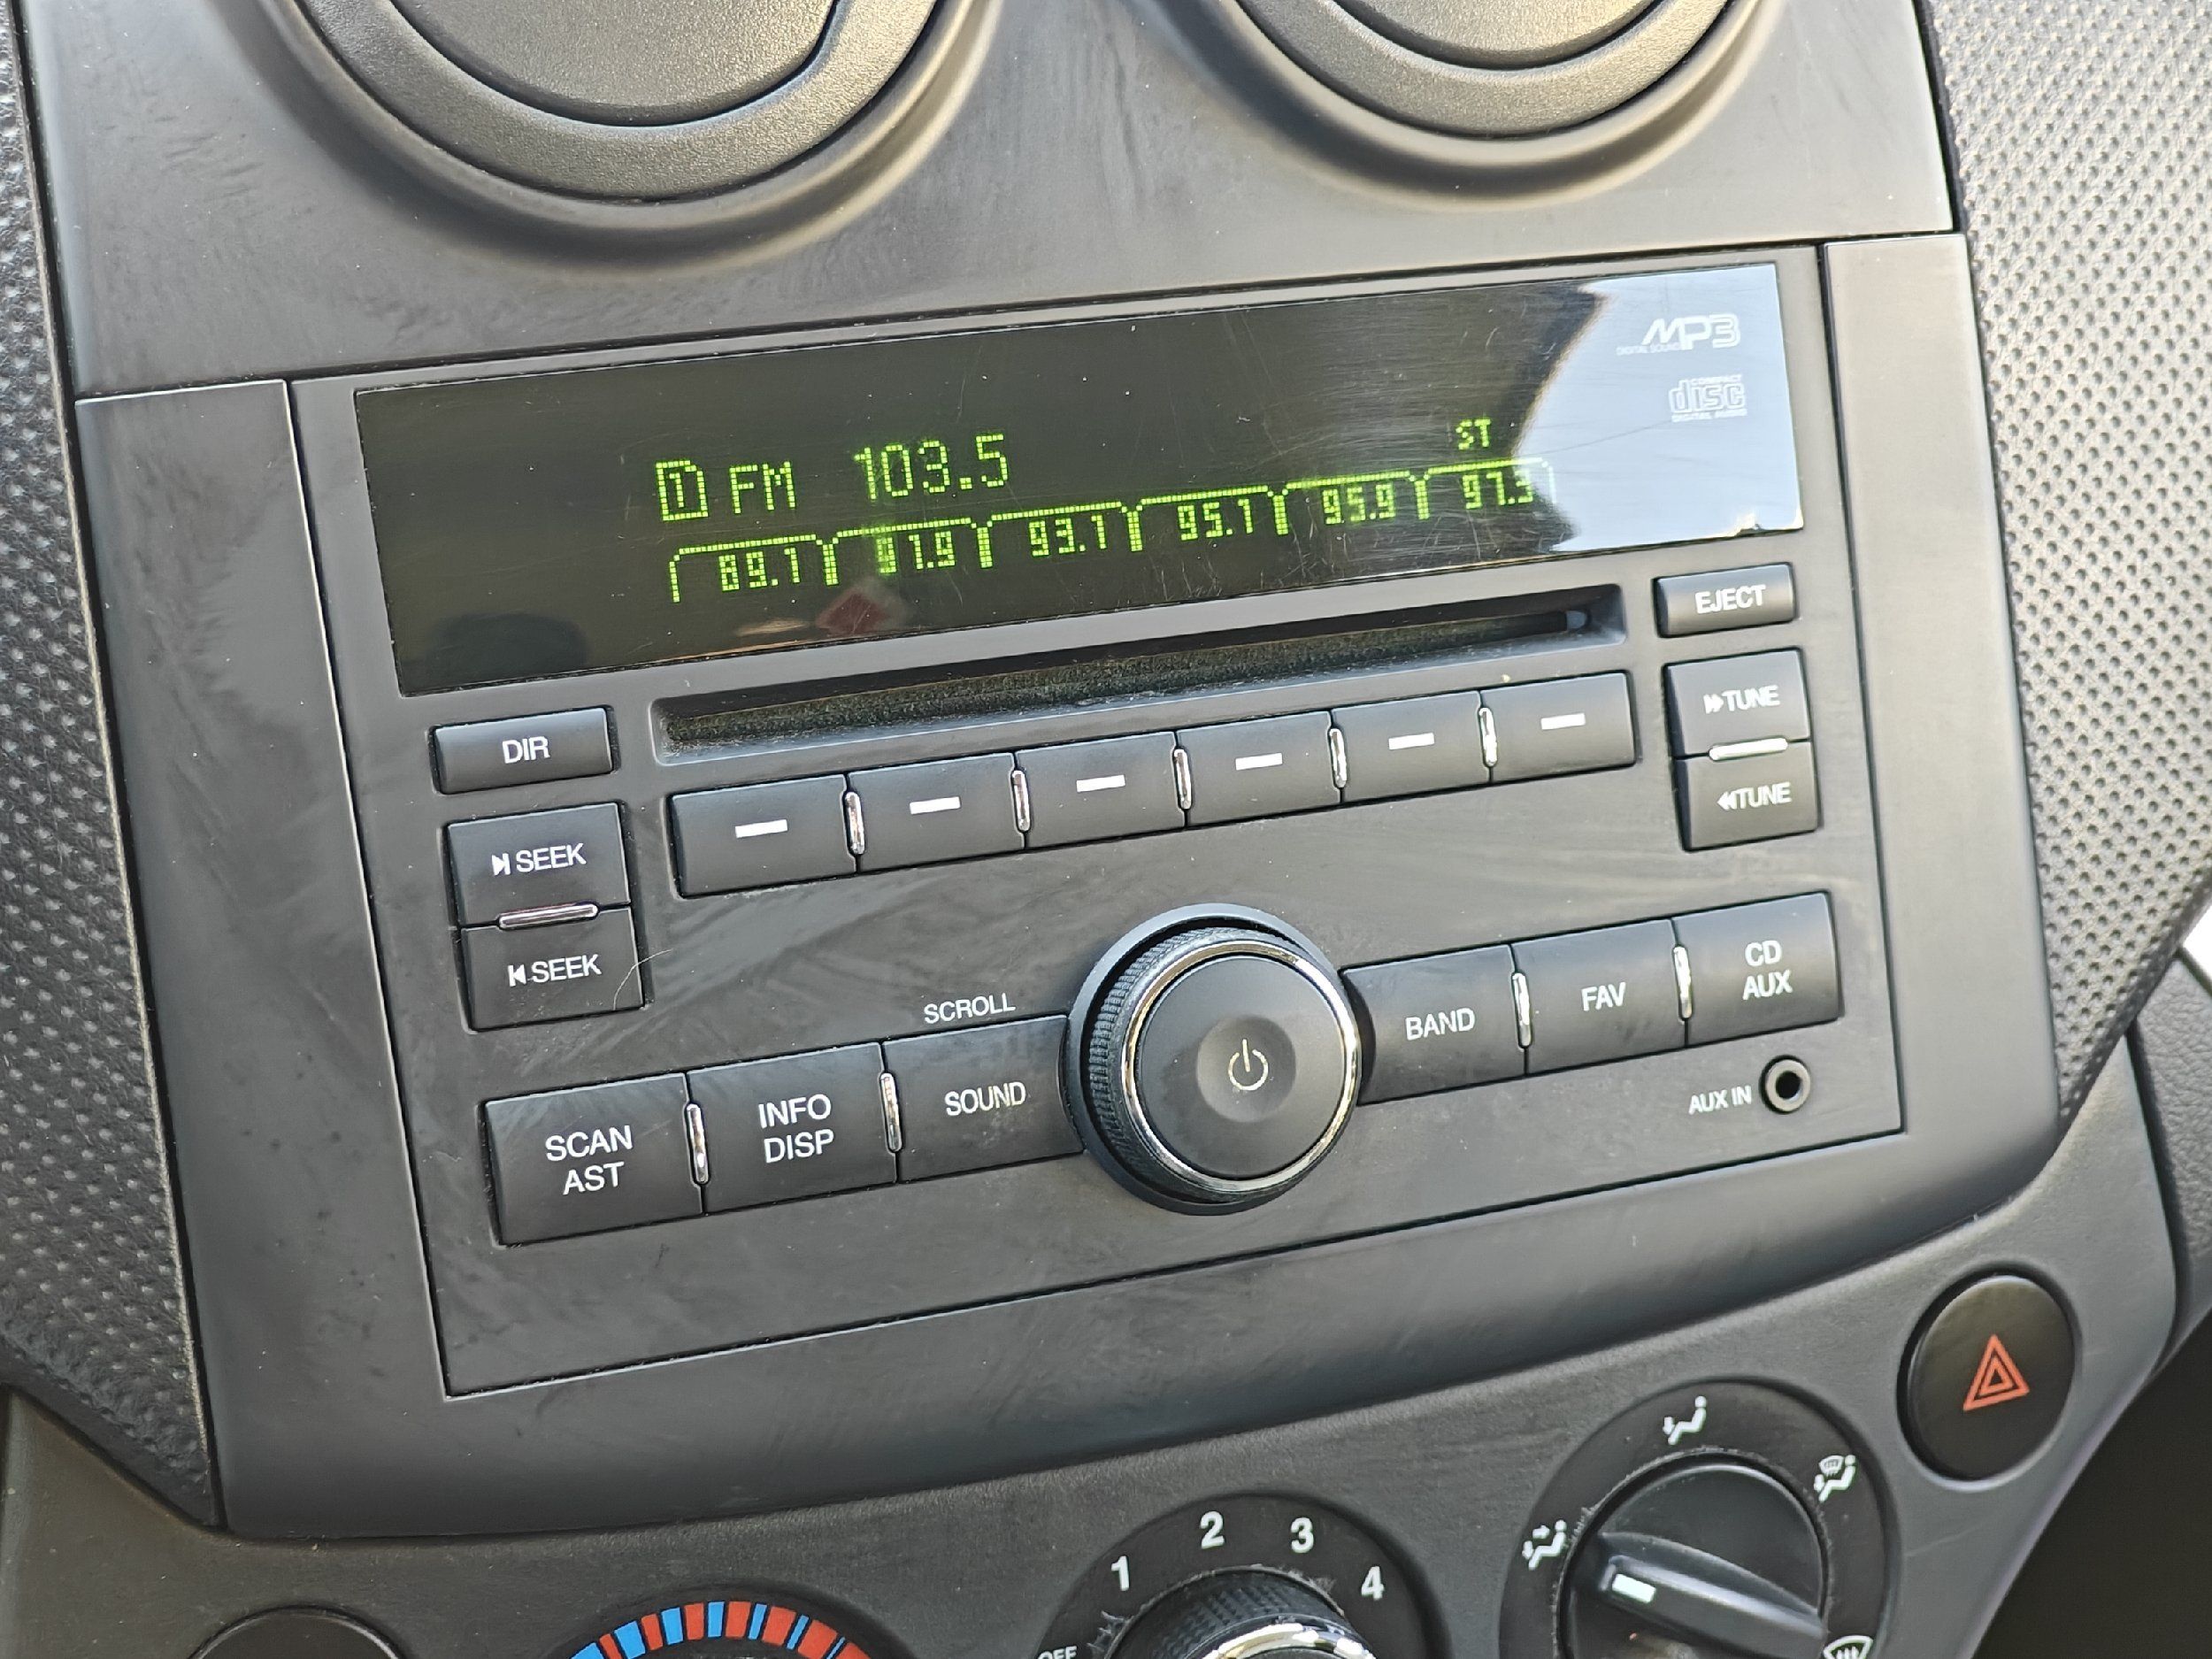 MP3
DIGITAL SOUND
COMPACT
disc
DIGITAL AUDIO
ST
1 FM 103.5
89.1 91.9 93.1 95.1 95.9 97.3
EJECT
DIR
TUNE
TUNE
SEEK
SEEK
SCROLL
SCAN
AST
INFO
DISP
SOUND
BAND
FAV
CD
AUX
AUX IN
1 2 3 4
OFF